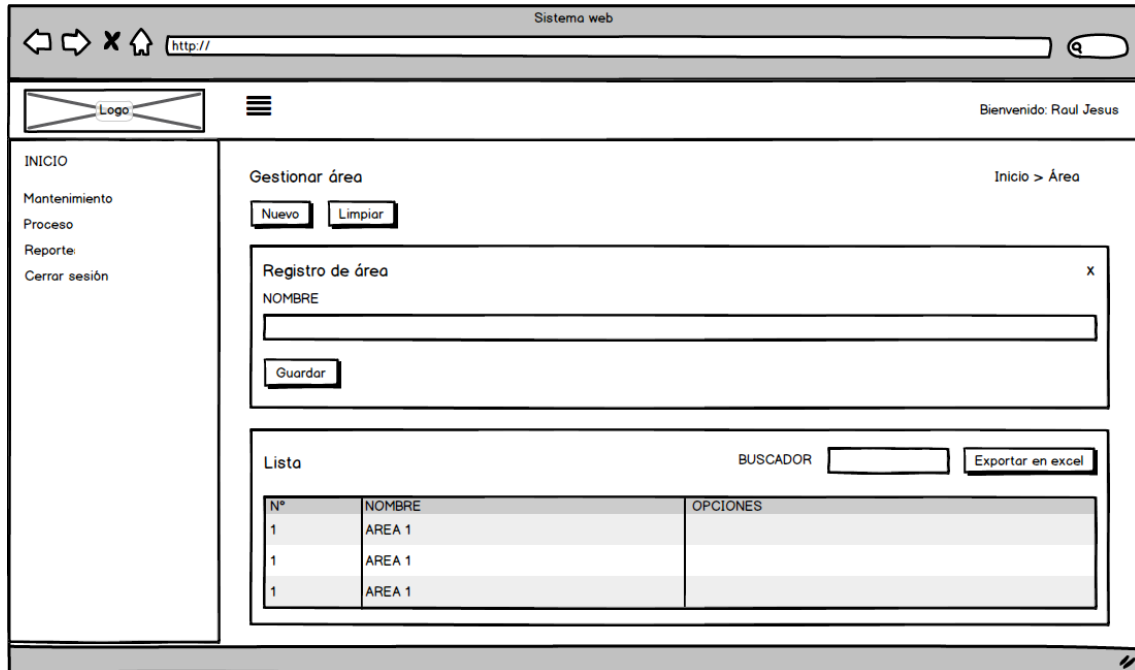 Sistema web
http://
Logo
Bienvenido: Raul Jesus
INICIO
Mantenimiento
Proceso
Reporte
Cerrar sesión
Gestionar área
Inicio > Área
Nuevo
Limpiar
Registro de área
x
NOMBRE
Guardar
Lista
BUSCADOR
Exportar en excel
N° NOMBRE OPCIONES
1 AREA 1
1 AREA 1
1 AREA 1